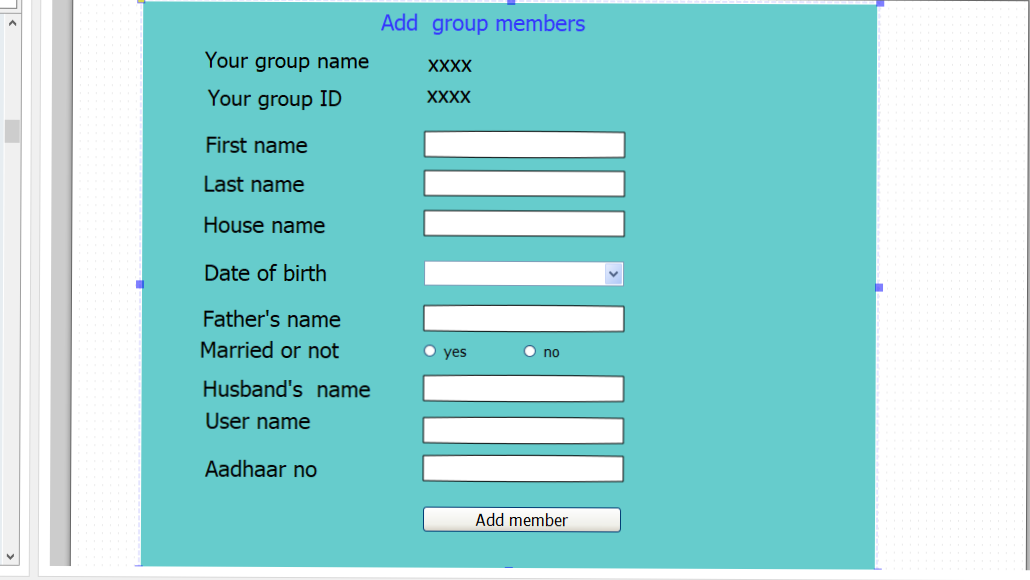 Add group members
Your group name xxxx
Your group ID xxxx
First name
Last name
House name
Date of birth
Father's name
Married or not yes no
Husband's name
User name
Aadhaar no
Add member